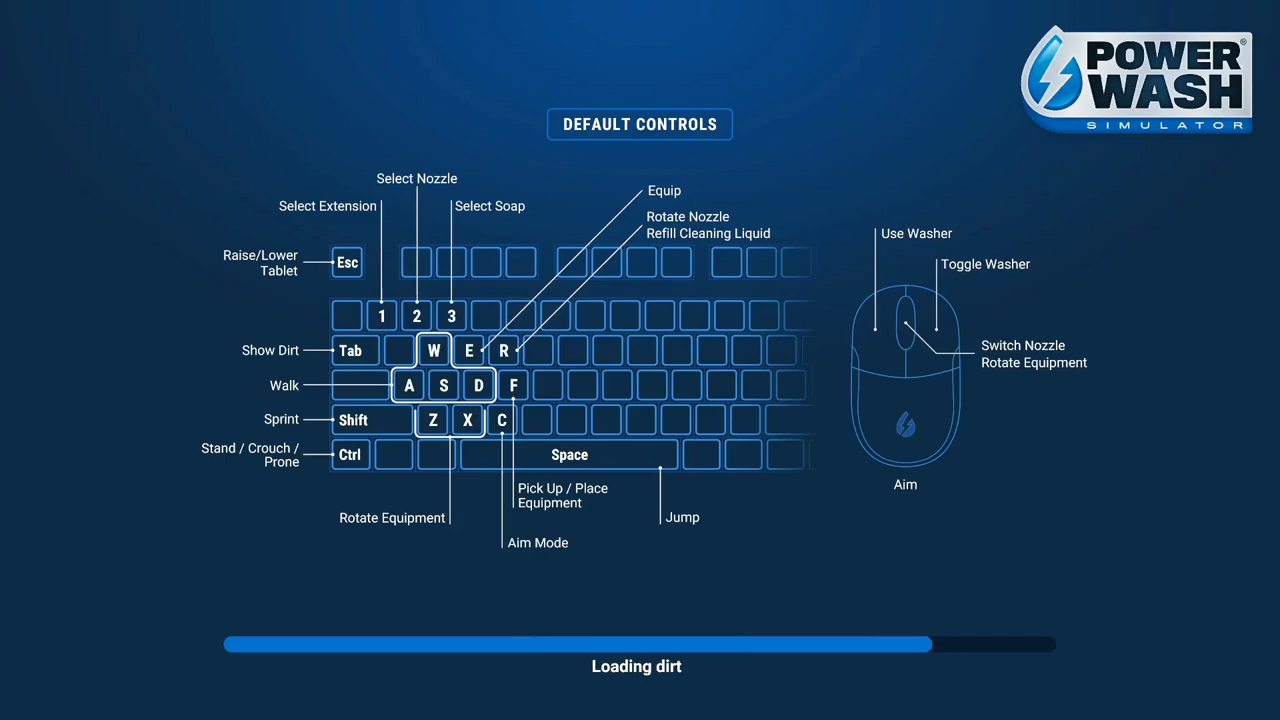 POWER
WASH
SIMULATOR
DEFAULT CONTROLS
Select Nozzle
Select Extension
Select Soap
Equip
Rotate Nozzle
Refill Cleaning Liquid
Raise/Lower
Tablet
Esc
1 2 3
Show Dirt
Tab W E R
Walk
A S D F
Sprint
Shift Z X C
Stand / Crouch /
Prone
Ctrl Space
Pick Up / Place
Equipment
Rotate Equipment
Jump
Aim Mode
Use Washer
Toggle Washer
Switch Nozzle
Rotate Equipment
Aim
Loading dirt